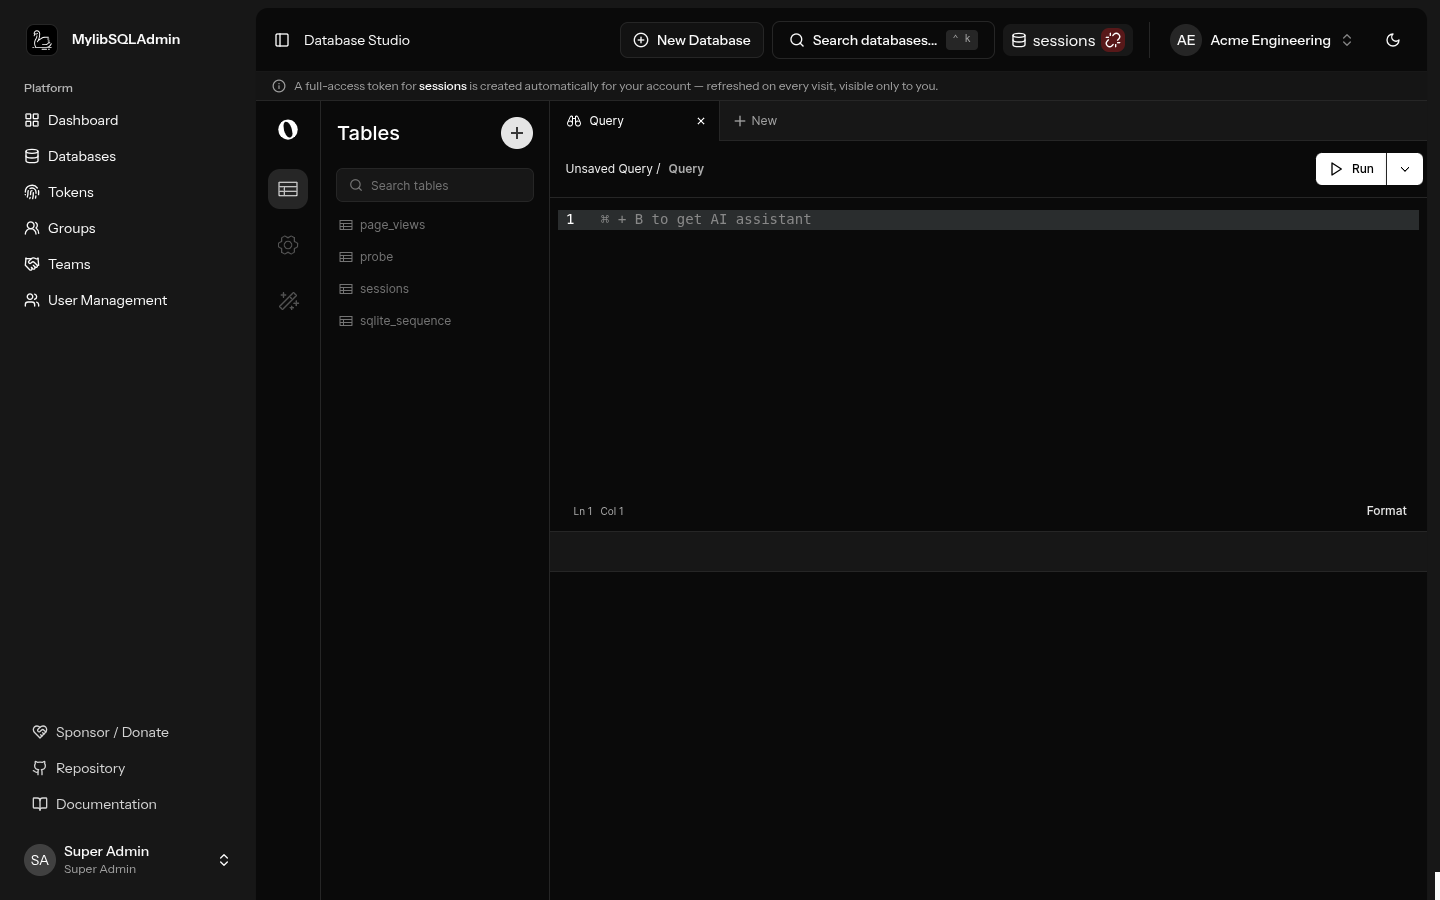 MylibSQLAdmin
Platform
Dashboard
Databases
Tokens
Groups
Teams
User Management
Sponsor / Donate
Repository
Documentation
SA
Super Admin
Super Admin
Database Studio
New Database
Search databases... ⌃ k
sessions
AE
Acme Engineering
A full-access token for sessions is created automatically for your account — refreshed on every visit, visible only to you.
Tables
Search tables
page_views
probe
sessions
sqlite_sequence
Query
New
Unsaved Query / Query
Run
1 ⌘ + B to get AI assistant
Ln 1 Col 1
Format